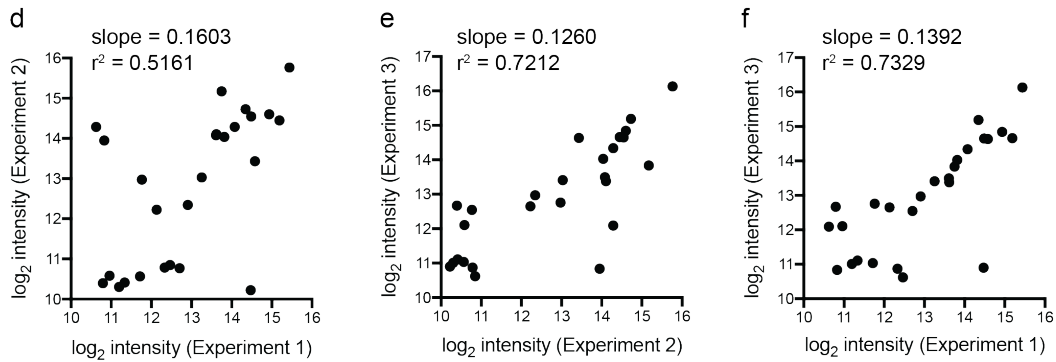 d
slope = 0.1603
r² = 0.5161
log₂ intensity (Experiment 2)
16
15
14
13
12
11
10
10 11 12 13 14 15 16
log₂ intensity (Experiment 1)
e
slope = 0.1260
r² = 0.7212
log₂ intensity (Experiment 3)
17
16
15
14
13
12
11
10
10 11 12 13 14 15 16
log₂ intensity (Experiment 2)
f
slope = 0.1392
r² = 0.7329
log₂ intensity (Experiment 3)
17
16
15
14
13
12
11
10
10 11 12 13 14 15 16
log₂ intensity (Experiment 1)